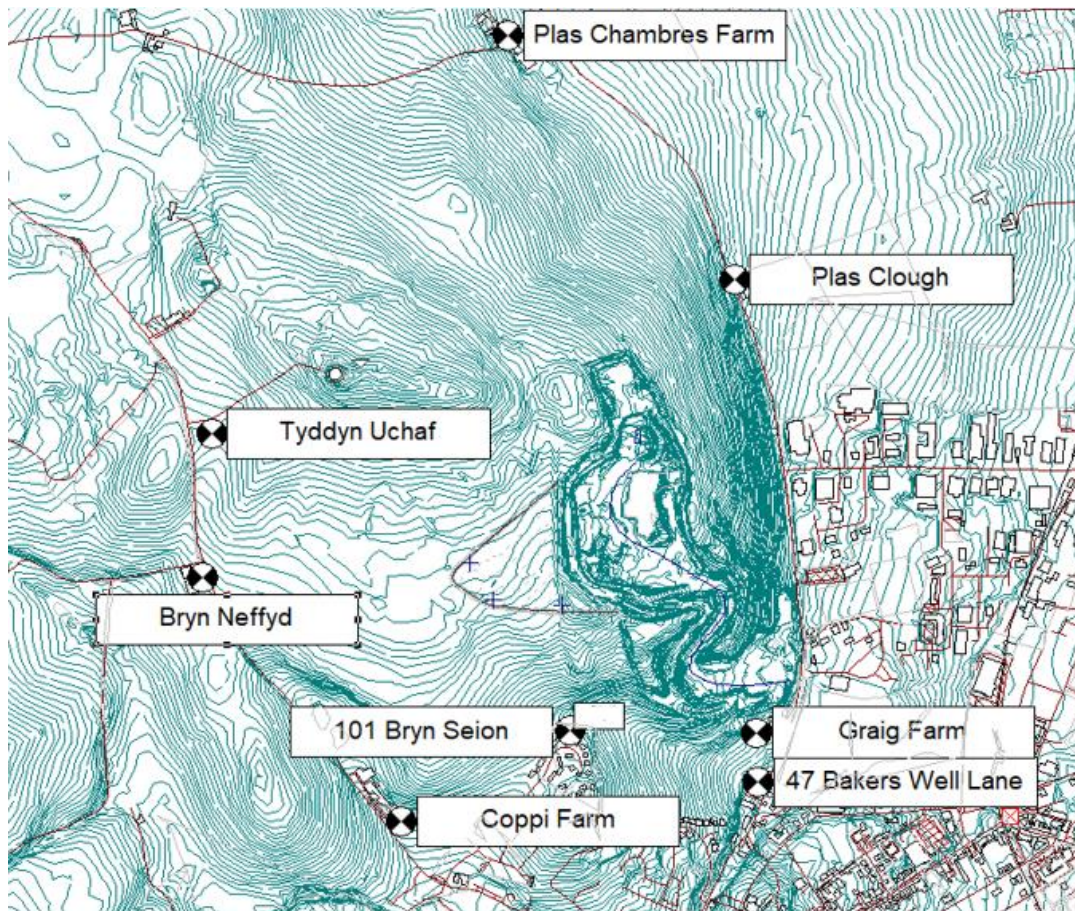 Plas Chambres Farm
Plas Clough
Tyddyn Uchaf
Bryn Neffyd
101 Bryn Seion
Graig Farm
47 Bakers Well Lane
Coppi Farm